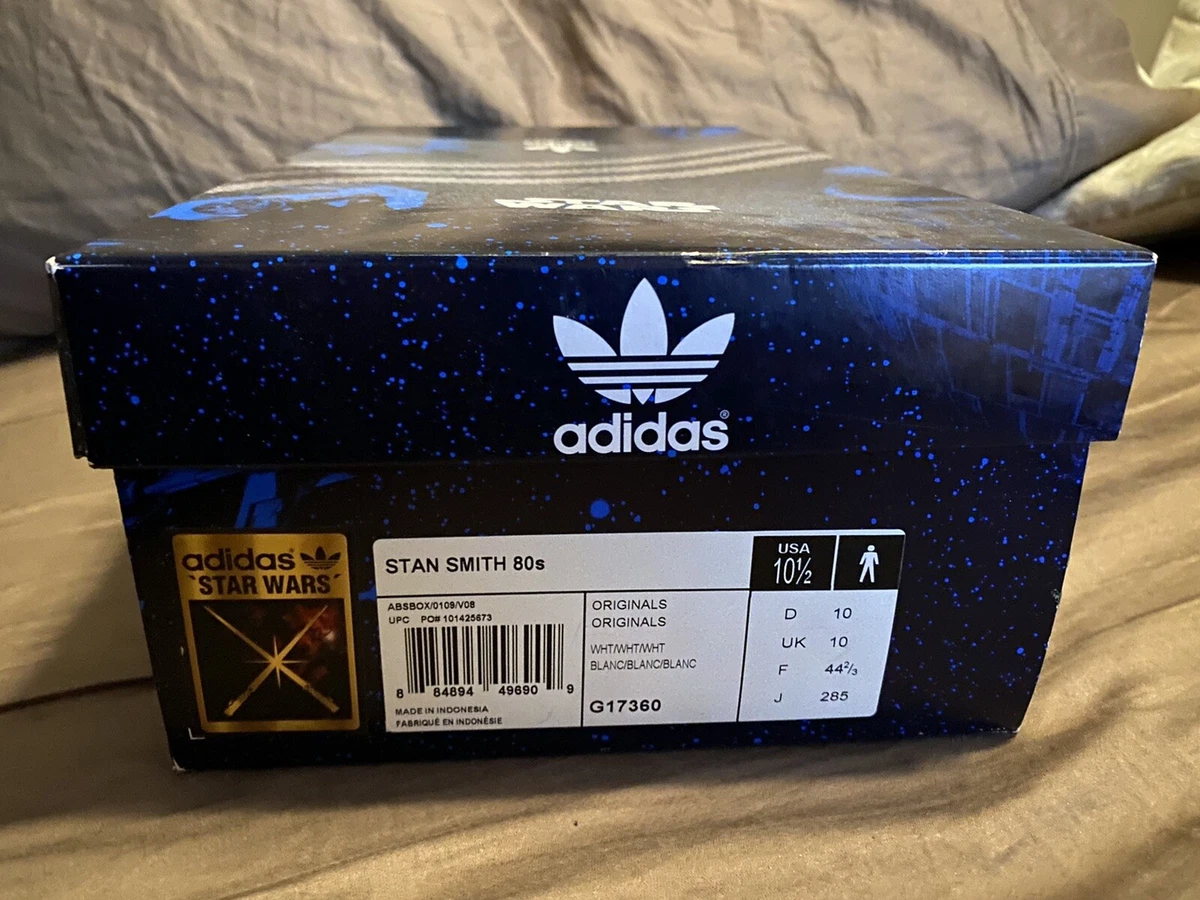 STAR
WARS
adidas®
adidas
"STAR WARS"
STAN SMITH 80s
USA
10½
ABSBOX/0109/V08
UPC PO# 101425673
8 84894 49690 9
MADE IN INDONESIA
FABRIQUÉ EN INDONÉSIE
ORIGINALS
ORIGINALS
WHT/WHT/WHT
BLANC/BLANC/BLANC
G17360
D 10
UK 10
F 44⅔
J 285